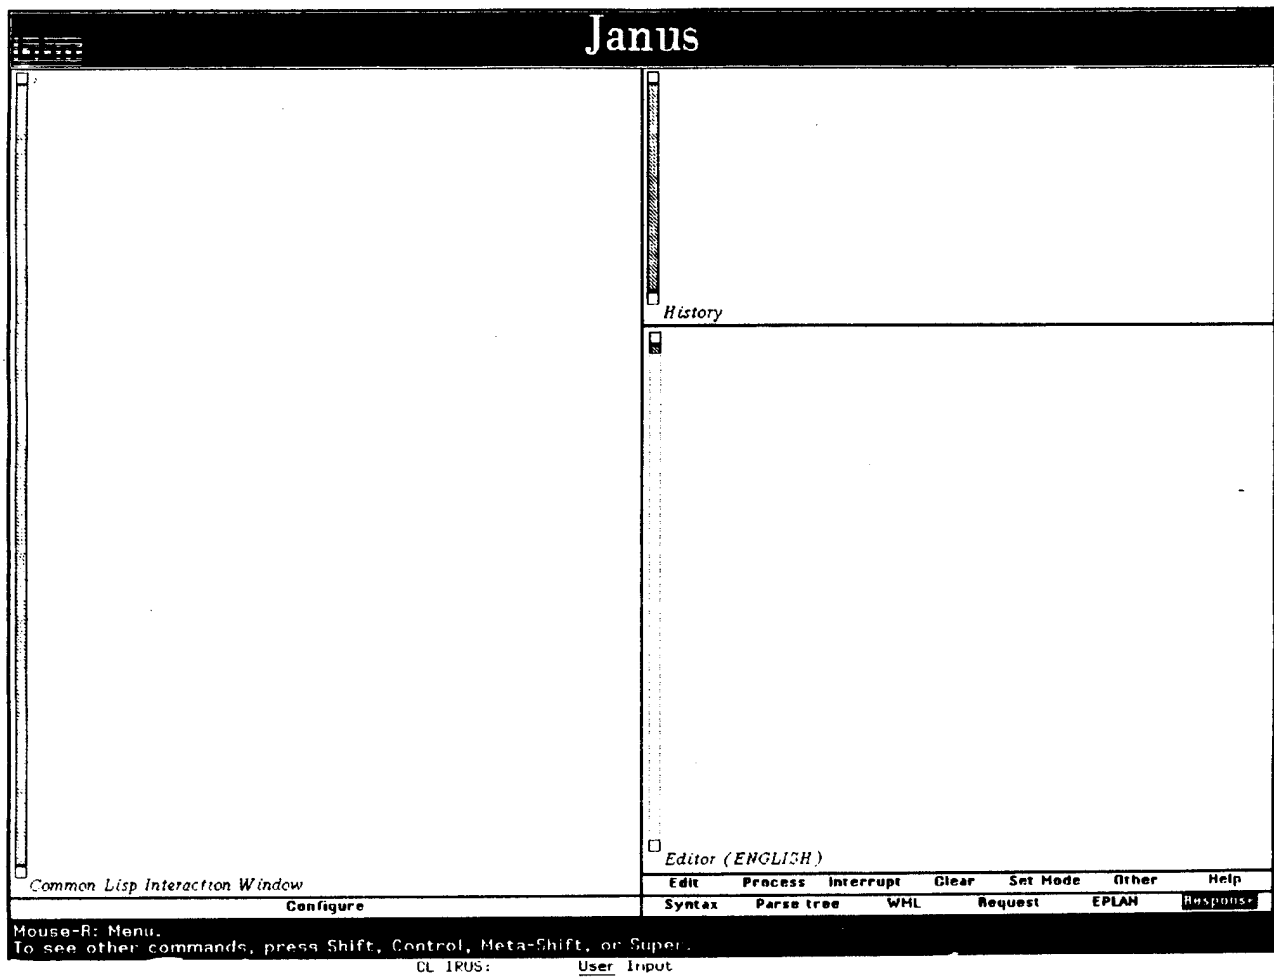 Janus
History
Editor (ENGLISH)
Common Lisp Interaction Window
Edit Process Interrupt Clear Set Mode Other Help
Configure
Syntax Parse tree WML Request EPLAN Response
Mouse-R: Menu.
To see other commands, press Shift, Control, Meta-Shift, or Super.
CL IRUS: User Input